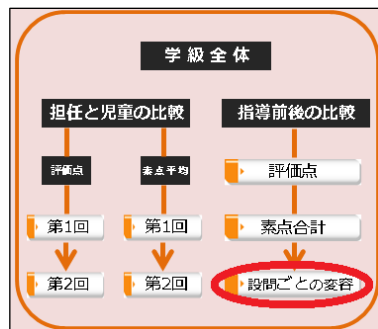 学級全体
担任と児童の比較
指導前後の比較
評価点
素点平均
評価点
第1回
第1回
素点合計
第2回
第2回
設問ごとの変容